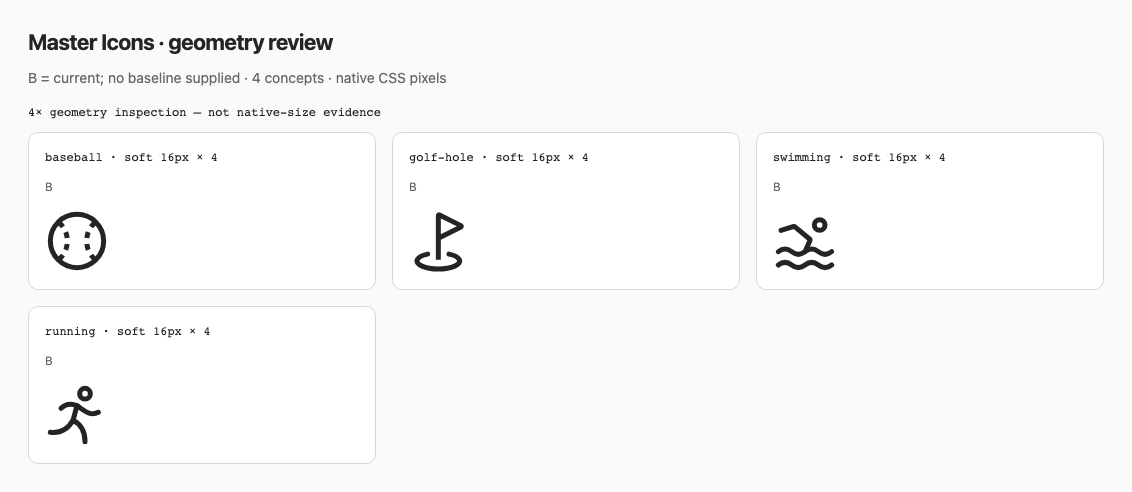 Master Icons · geometry review
B = current; no baseline supplied · 4 concepts · native CSS pixels
4× geometry inspection — not native-size evidence
baseball · soft 16px × 4
B
golf-hole · soft 16px × 4
B
swimming · soft 16px × 4
B
running · soft 16px × 4
B